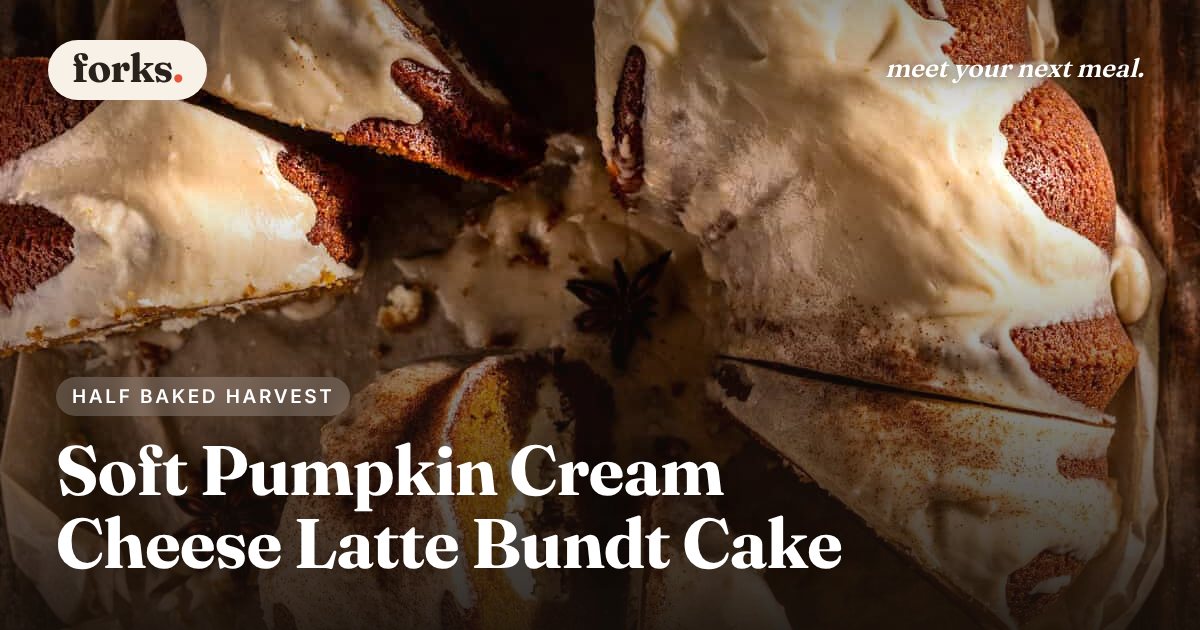 forks.
meet your next meal.
HALF BAKED HARVEST
Soft Pumpkin Cream
Cheese Latte Bundt Cake